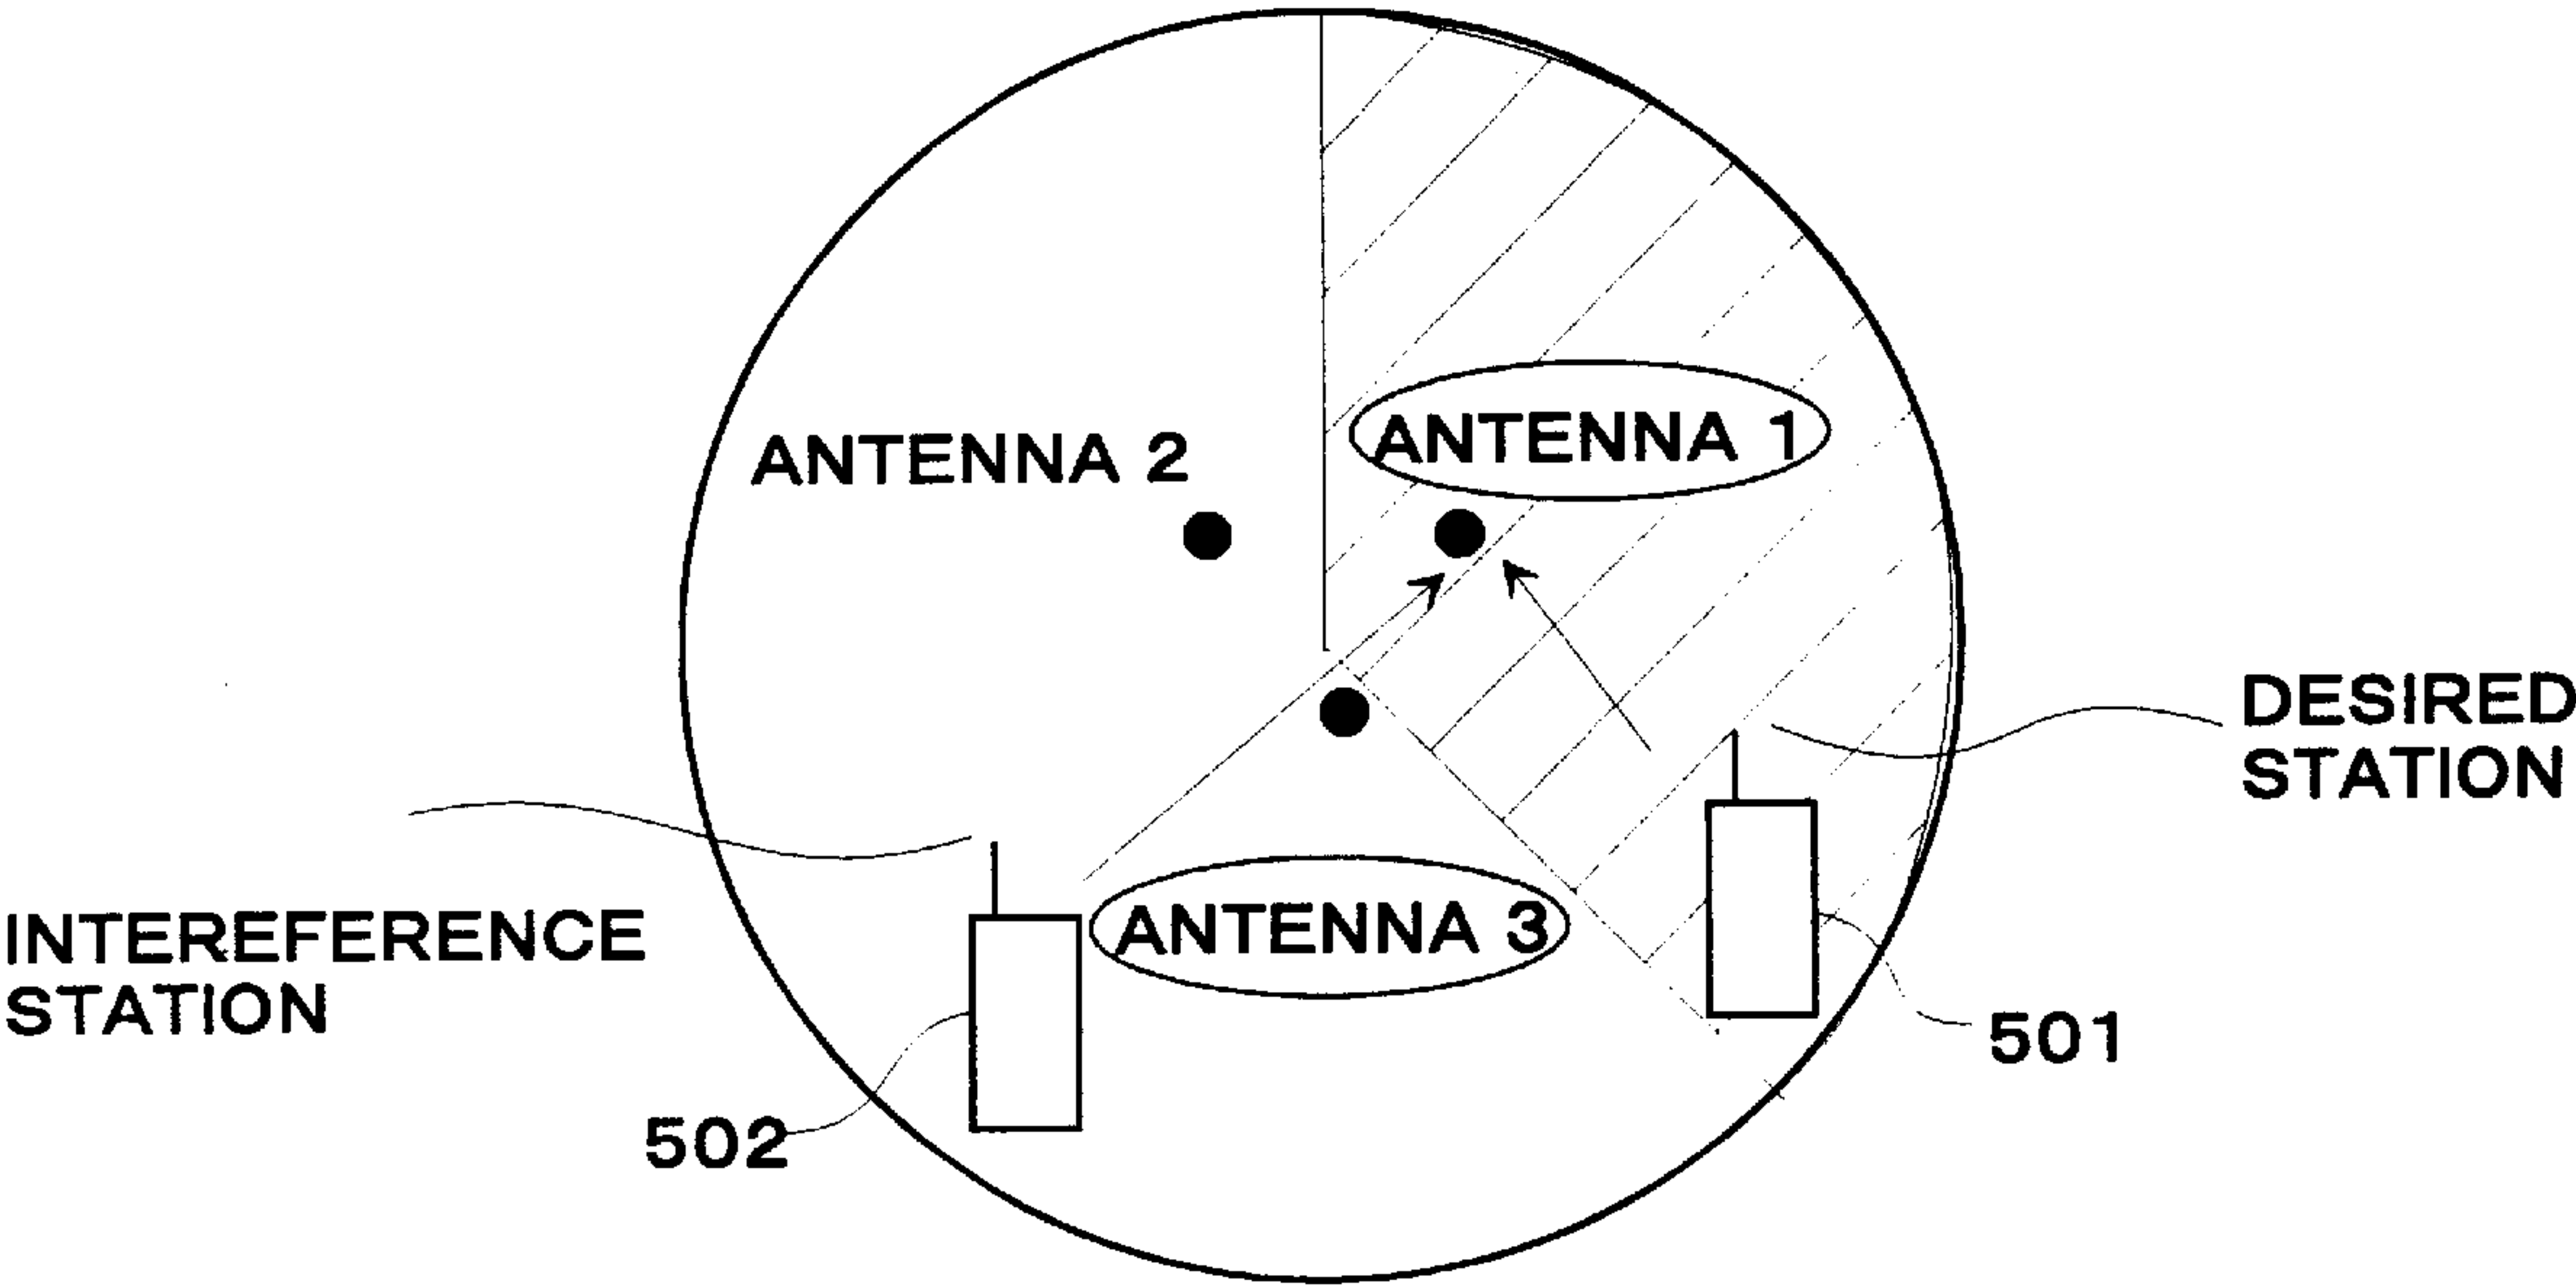 ANTENNA 1
ANTENNA 2
DESIRED
STATION
INTEREFERENCE
STATION
ANTENNA 3
501
502